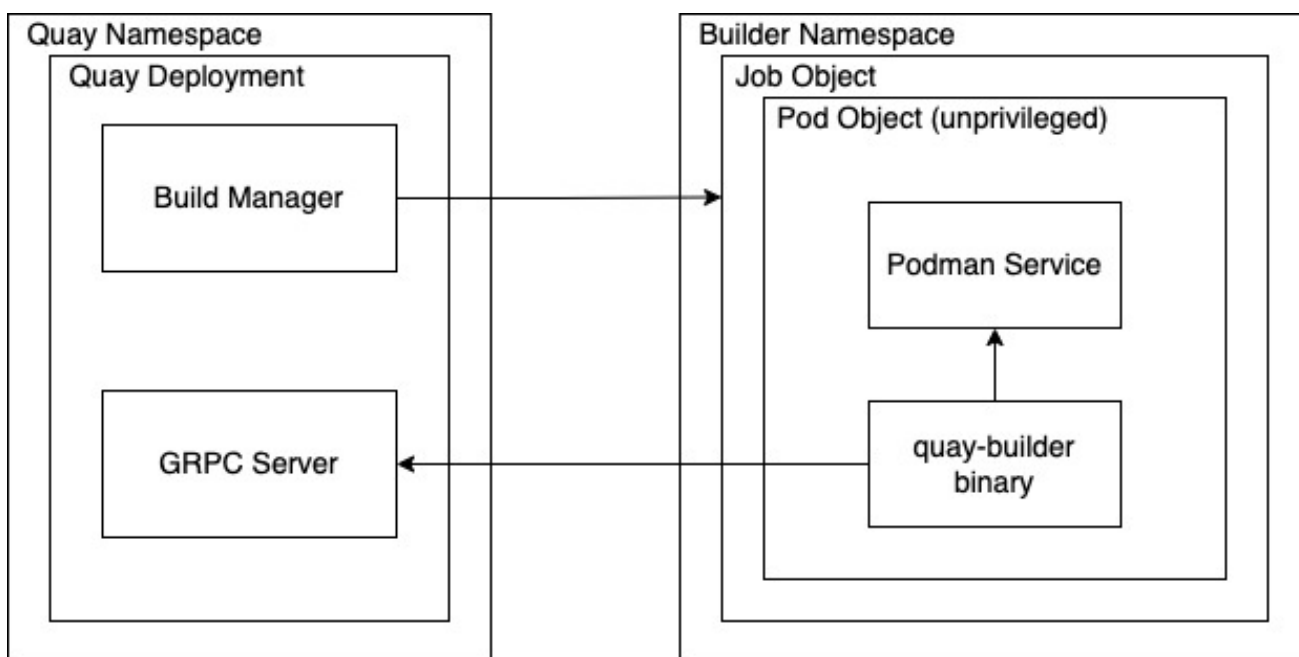 Quay Namespace
Quay Deployment
Build Manager
GRPC Server
Builder Namespace
Job Object
Pod Object (unprivileged)
Podman Service
quay-builder
binary